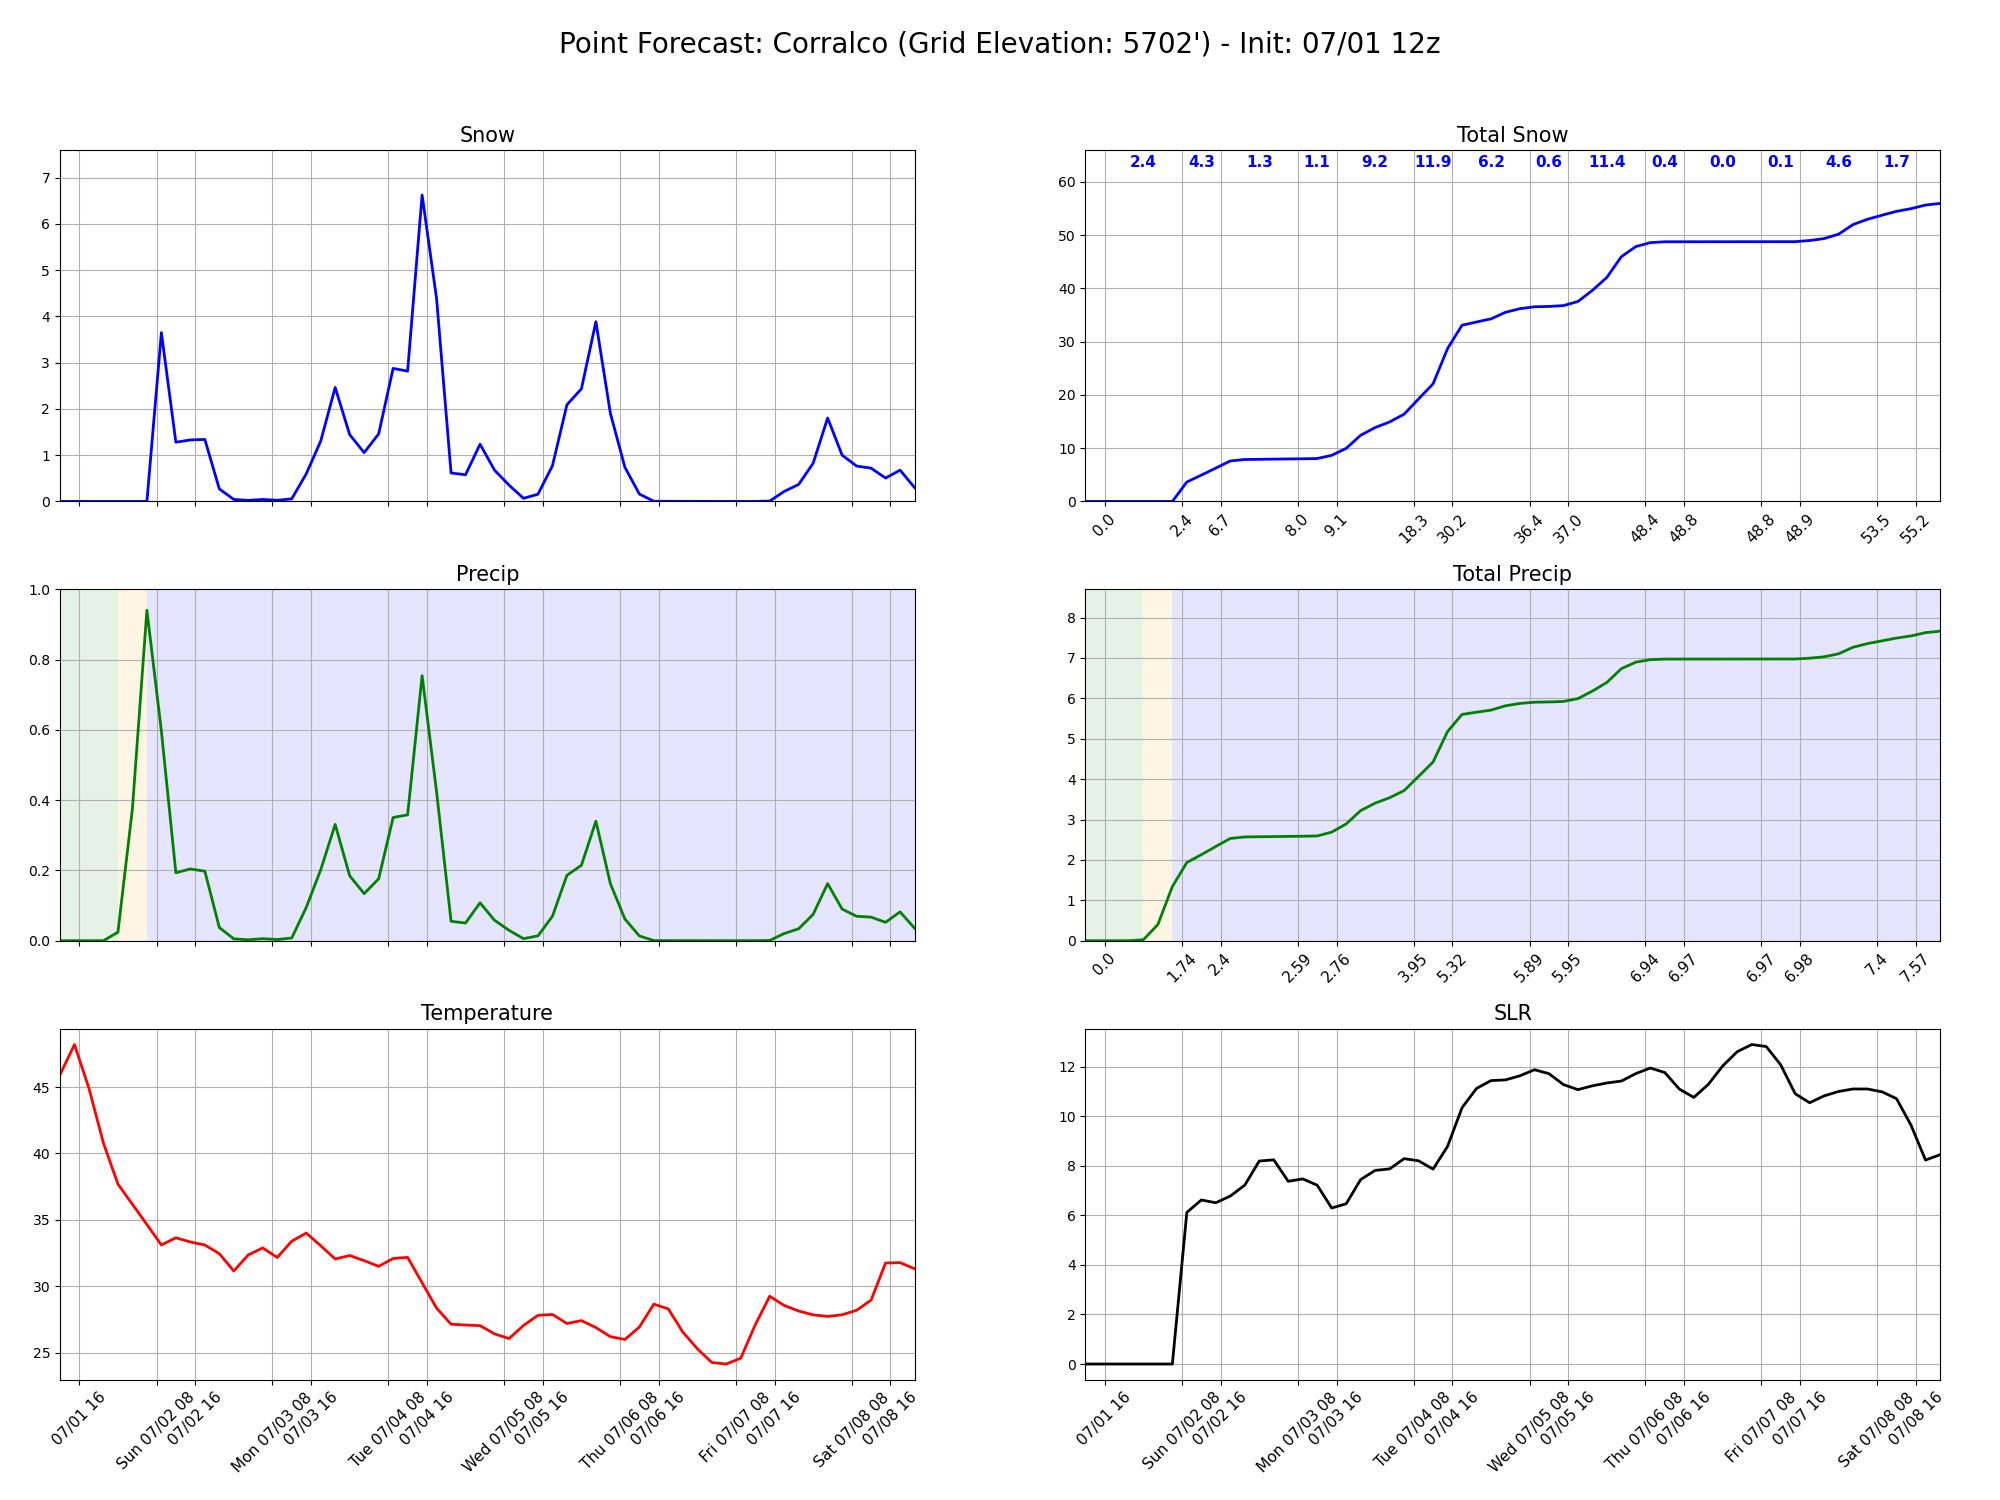 Point Forecast: Corralco (Grid Elevation: 5702') - Init: 07/01 12z
Snow
7
6
5
4
3
2
1
0
Total Snow
2.4 4.3 1.3 1.1 9.2 11.9 6.2 0.6 11.4 0.4 0.0 0.1 4.6 1.7
60
50
40
30
20
10
0
0.0 2.4 6.7 8.0 9.1 18.3 30.2 36.4 37.0 48.4 48.8 48.8 48.9 53.5 55.2
Precip
1.0
0.8
0.6
0.4
0.2
0.0
Total Precip
8
7
6
5
4
3
2
1
0
0.0 1.74 2.4 2.59 2.76 3.95 5.32 5.89 5.95 6.94 6.97 6.97 6.98 7.4 7.57
Temperature
45
40
35
30
25
07/01 16
Sun 07/02 08
07/02 16
Mon 07/03 08
07/03 16
Tue 07/04 08
07/04 16
Wed 07/05 08
07/05 16
Thu 07/06 08
07/06 16
Fri 07/07 08
07/07 16
Sat 07/08 08
07/08 16
SLR
12
10
8
6
4
2
0
07/01 16
Sun 07/02 08
07/02 16
Mon 07/03 08
07/03 16
Tue 07/04 08
07/04 16
Wed 07/05 08
07/05 16
Thu 07/06 08
07/06 16
Fri 07/07 08
07/07 16
Sat 07/08 08
07/08 16